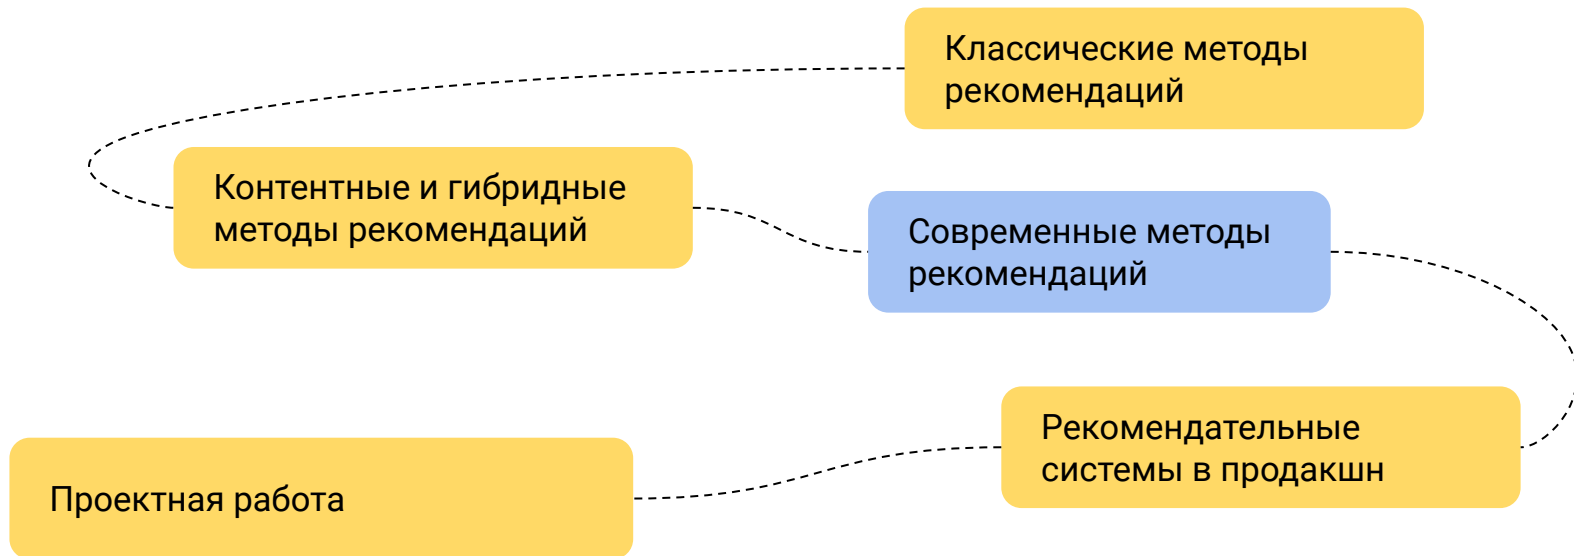 Классические методы
рекомендаций
Контентные и гибридные
методы рекомендаций
Современные методы
рекомендаций
Рекомендательные
системы в продакшн
Проектная работа